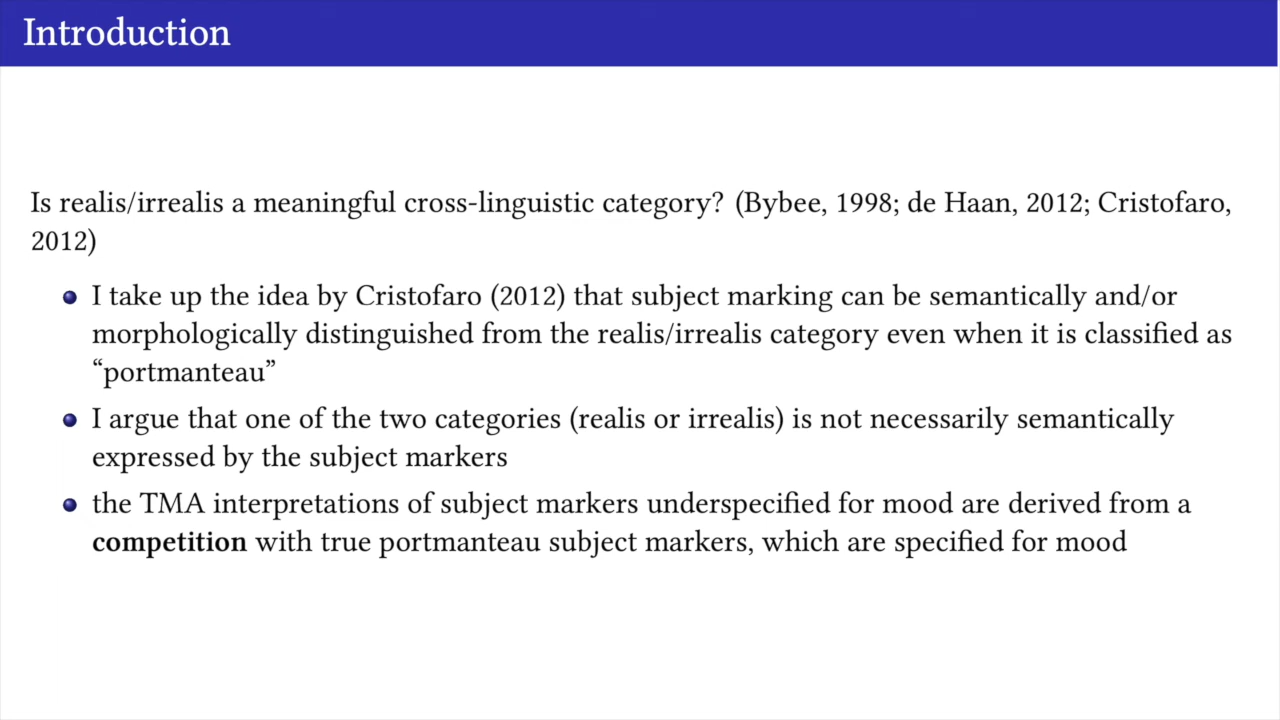 Introduction
Is realis/irrealis a meaningful cross-linguistic category? (Bybee, 1998; de Haan, 2012; Cristofaro,
2012)
I take up the idea by Cristofaro (2012) that subject marking can be semantically and/or
morphologically distinguished from the realis/irrealis category even when it is classified as
“portmanteau”
I argue that one of the two categories (realis or irrealis) is not necessarily semantically
expressed by the subject markers
the TMA interpretations of subject markers underspecified for mood are derived from a
competition with true portmanteau subject markers, which are specified for mood